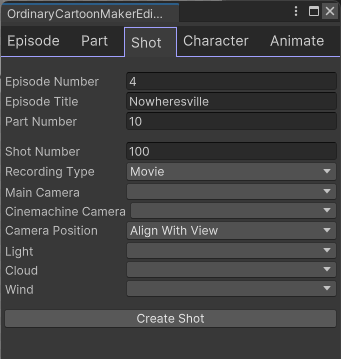 OrdinaryCartoonMakerEdi...
Episode Part Shot Character Animate
Episode Number 4
Episode Title Nowheresville
Part Number 10
Shot Number 100
Recording Type Movie
Main Camera
Cinemachine Camera
Camera Position Align With View
Light
Cloud
Wind
Create Shot